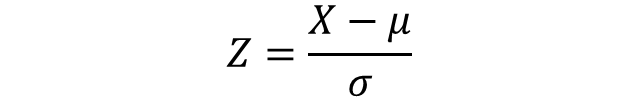 Z = (X − μ) / σ